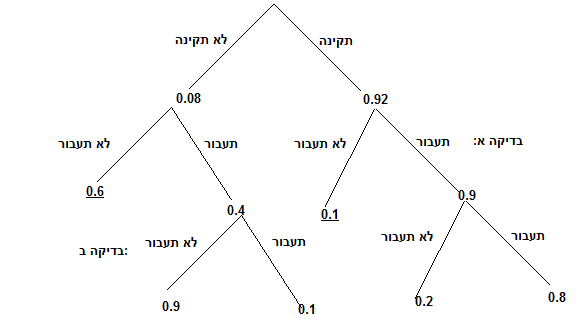 תקינה לא תקינה
0.92 0.08
בדיקה א: תעבור לא תעבור תעבור לא תעבור
0.9 0.1 0.4 0.6
תעבור לא תעבור תעבור לא תעבור בדיקה ב:
0.8 0.2 0.1 0.9